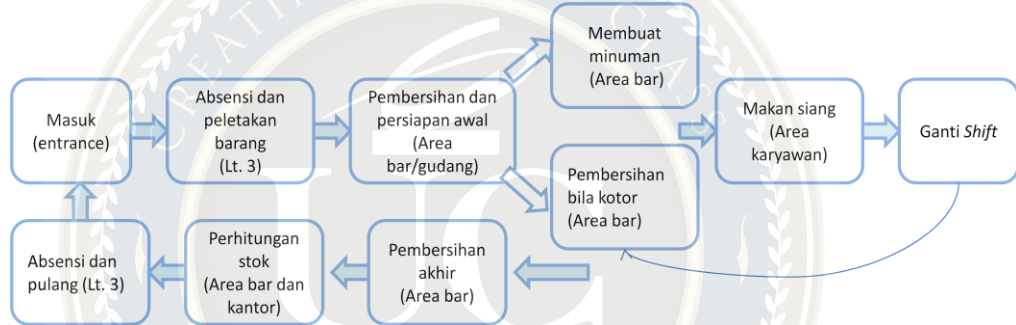 Masuk
(entrance)
Absensi dan
peletakan
barang
(Lt. 3)
Pembersihan dan
persiapan awal
(Area
bar/gudang)
Membuat
minuman
(Area bar)
Pembersihan
bila kotor
(Area bar)
Makan siang
(Area
karyawan)
Ganti Shift
Pembersihan
akhir
(Area bar)
Perhitungan
stok
(Area bar dan
kantor)
Absensi dan
pulang (Lt. 3)